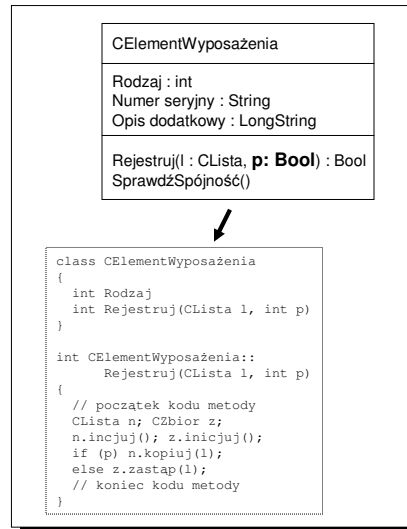 CElementWyposażenia
Rodzaj : int
Numer seryjny : String
Opis dodatkowy : LongString
Rejestruj(l : CLista, p: Bool) : Bool
SprawdźSpójność()
class CElementWyposażenia
{
int Rodzaj
int Rejestruj(CLista l, int p)
}
int CElementWyposażenia::
Rejestruj(CLista l, int p)
{
// początek kodu metody
CLista n; CZbior z;
n.incjuj(); z.inicjuj();
if (p) n.kopiuj(l);
else z.zastąp(l);
// koniec kodu metody
}